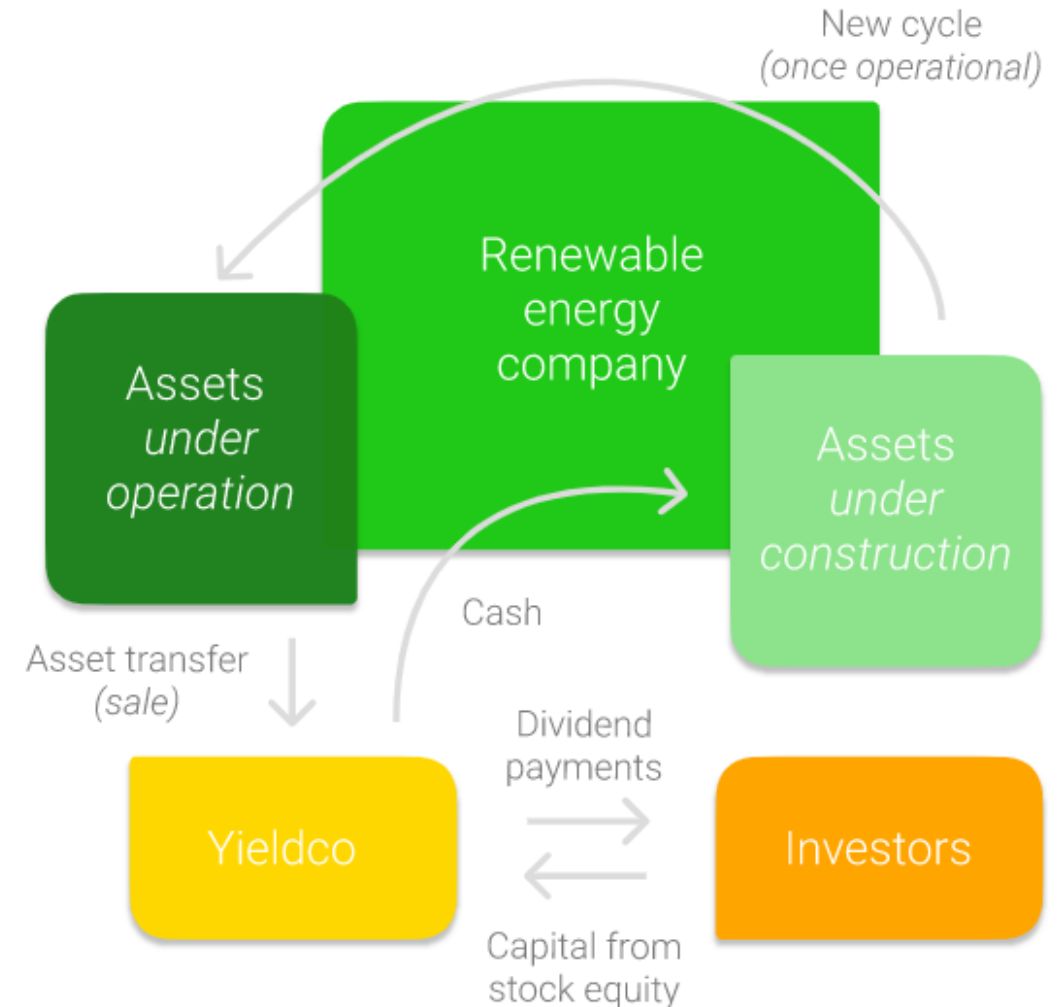 New cycle
(once operational)
Renewable
energy
company
Assets
under
operation
Assets
under
construction
Cash
Asset transfer
(sale)
Dividend
payments
Yieldco
Investors
Capital from
stock equity